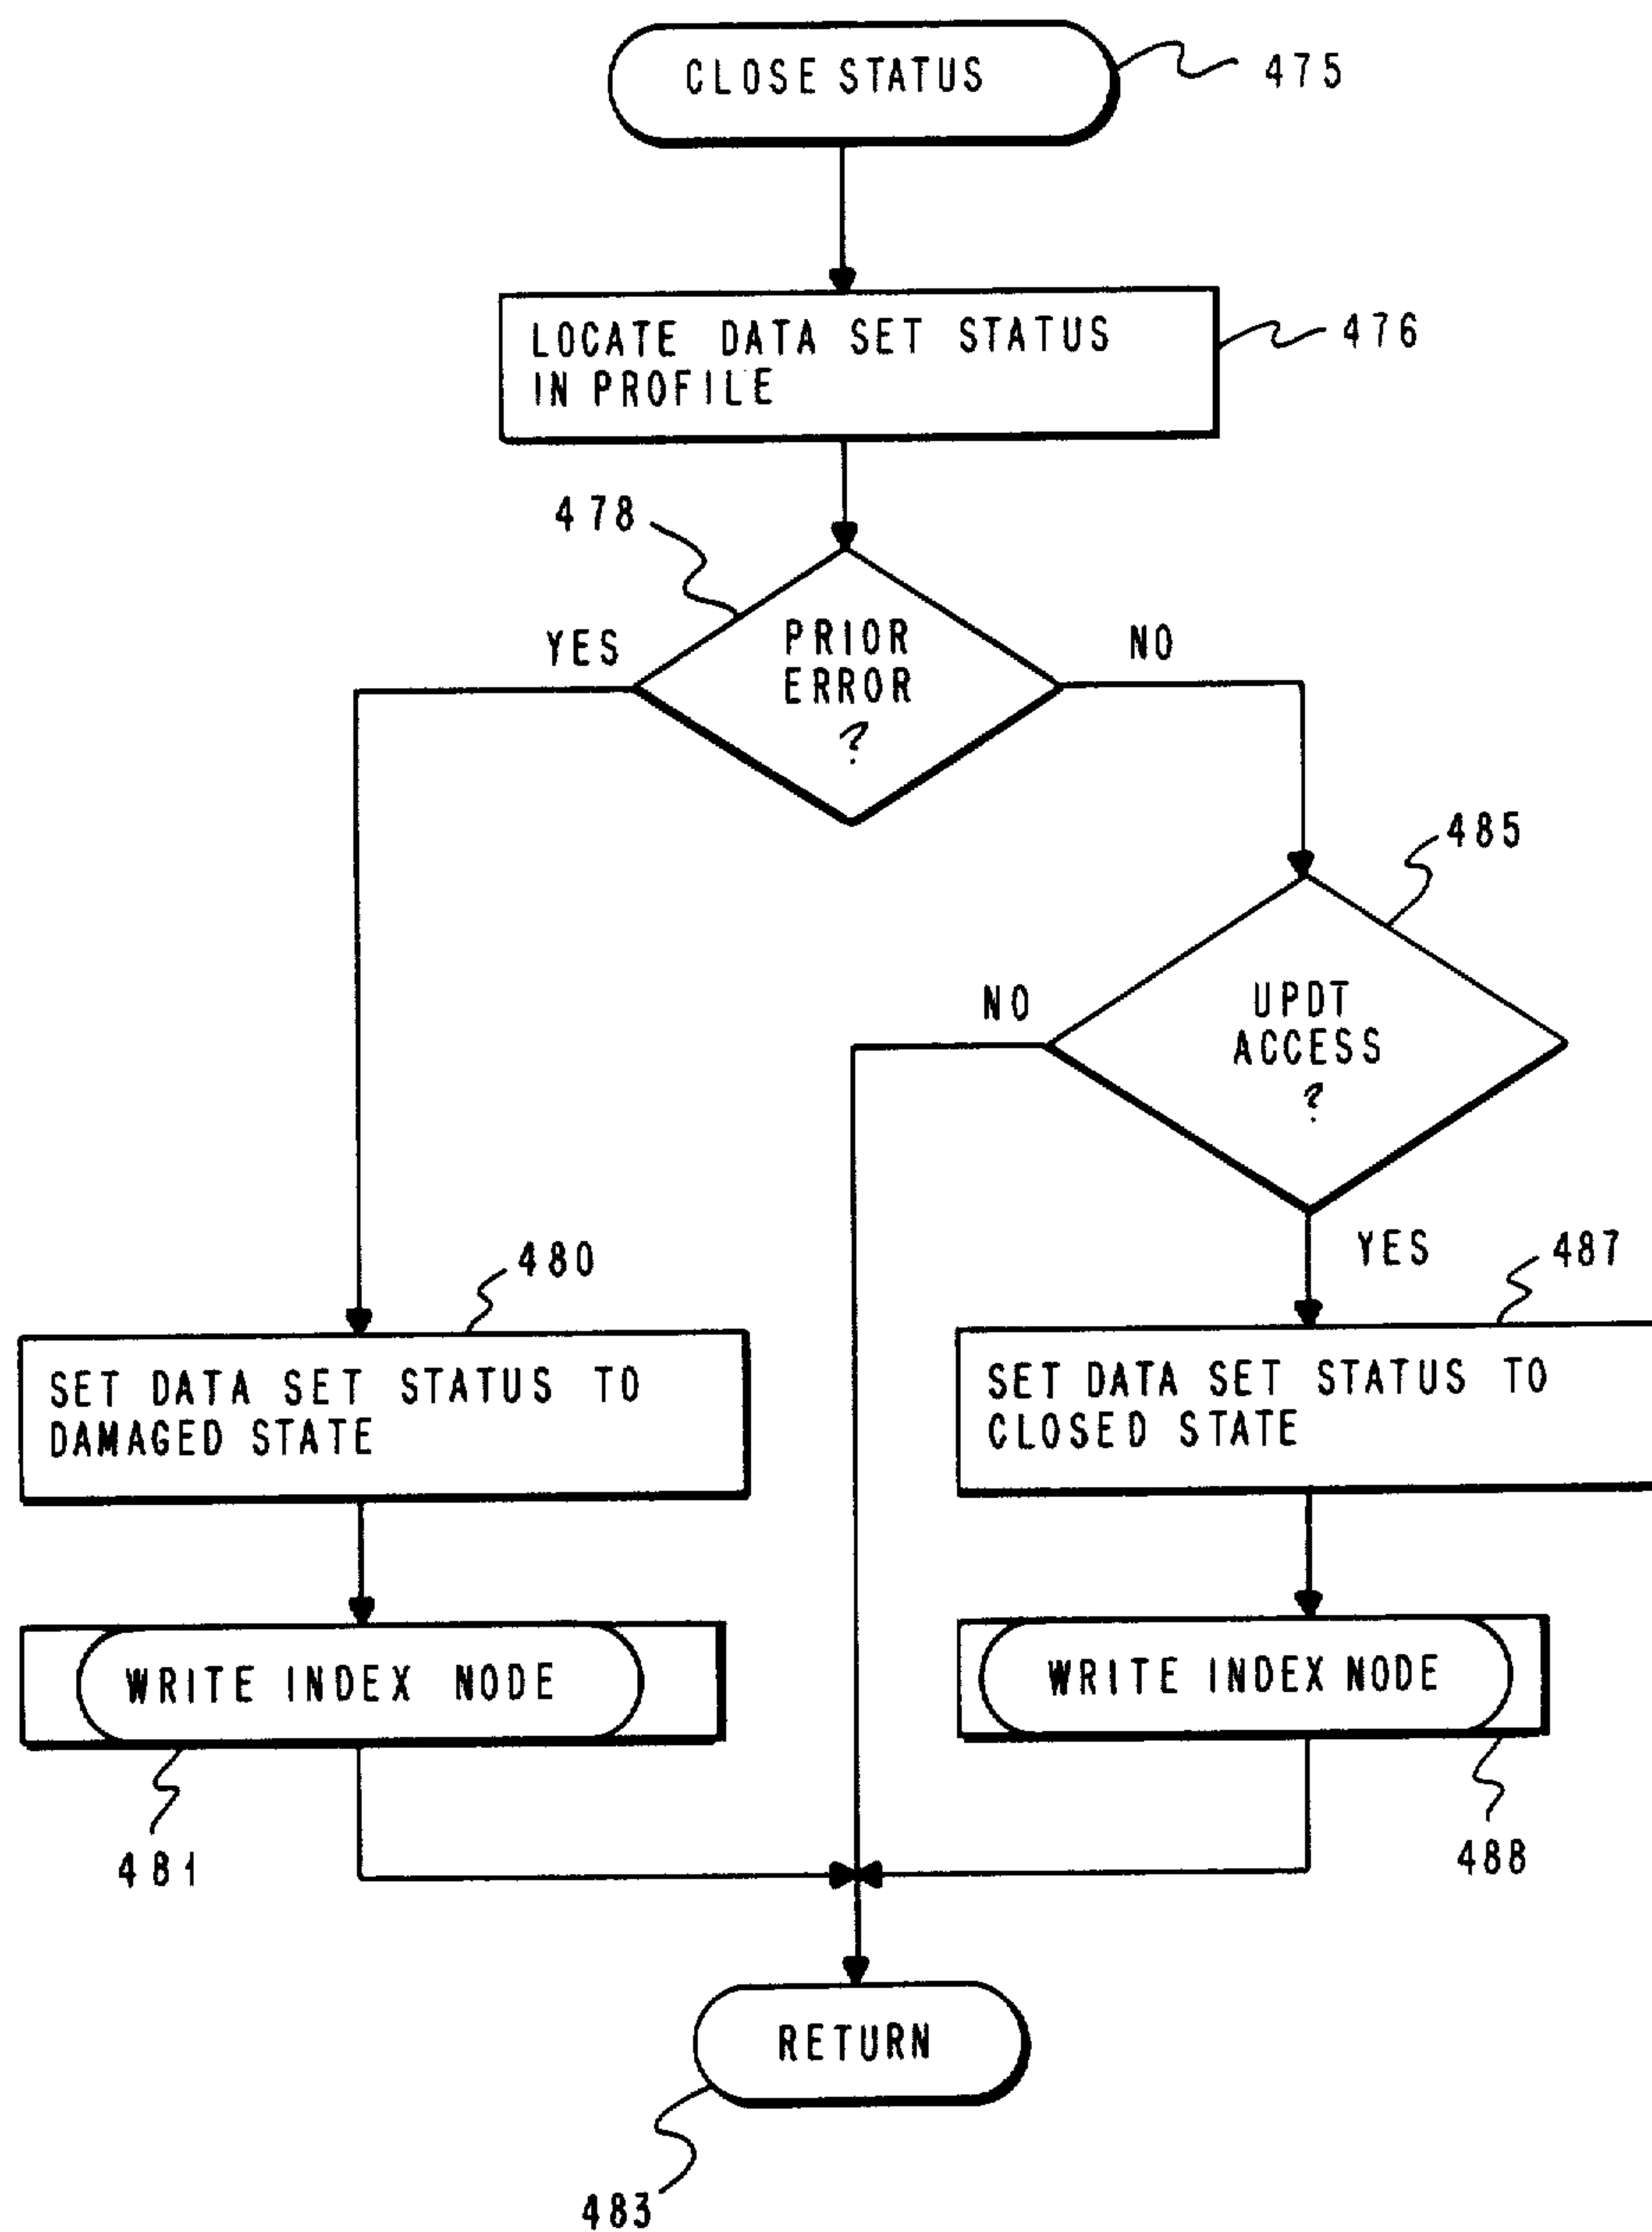 CLOSE STATUS
475
LOCATE DATA SET STATUS
IN PROFILE
476
478
YES
PRIOR
ERROR
?
NO
485
NO
UPDT
ACCESS
?
YES
480
487
SET DATA SET STATUS TO
DAMAGED STATE
SET DATA SET STATUS TO
CLOSED STATE
WRITE INDEX NODE
WRITE INDEX NODE
481
488
RETURN
483